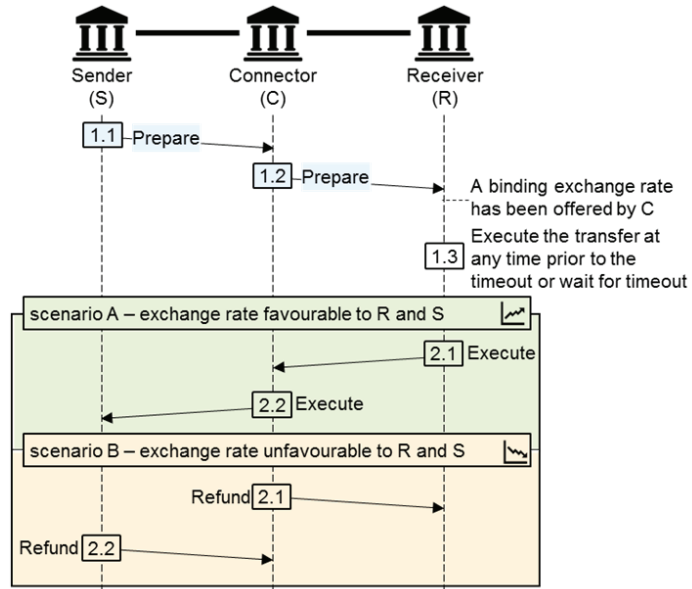 Sender
(S)
Connector
(C)
Receiver
(R)
1.1 Prepare
1.2 Prepare
A binding exchange rate
has been offered by C
1.3
Execute the transfer at
any time prior to the
timeout or wait for timeout
scenario A – exchange rate favourable to R and S
2.1 Execute
2.2 Execute
scenario B – exchange rate unfavourable to R and S
Refund 2.1
Refund 2.2